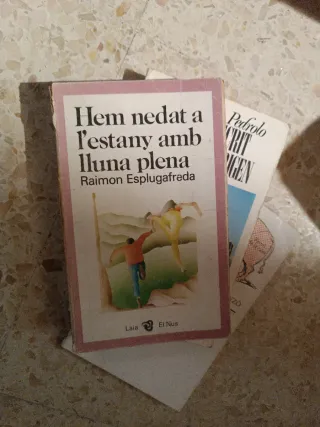 Hem nedat a
l'estany amb
lluna plena
Raimon Esplugafreda
Laia El Nus
Pedrolo